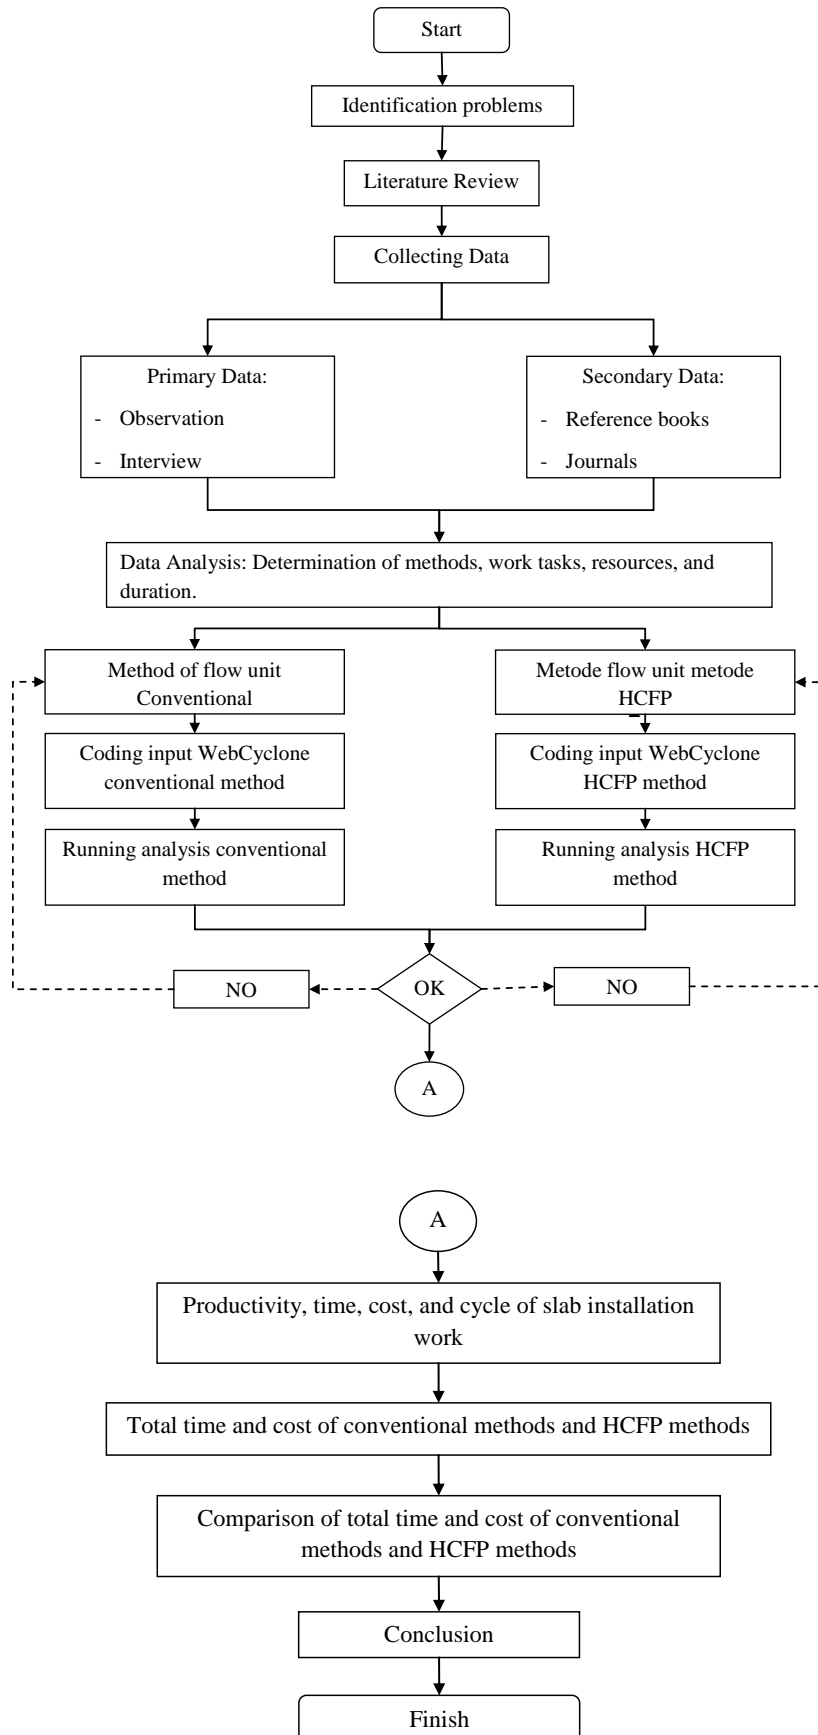 Start
Identification problems
Literature Review
Collecting Data
Primary Data:
- Observation
- Interview
Secondary Data:
- Reference books
- Journals
Data Analysis: Determination of methods, work tasks, resources, and
duration.
Method of flow unit
Conventional
Metode flow unit metode
HCFP
Coding input WebCyclone
conventional method
Coding input WebCyclone
HCFP method
Running analysis conventional
method
Running analysis HCFP
method
NO
OK
NO
A
A
Productivity, time, cost, and cycle of slab installation
work
Total time and cost of conventional methods and HCFP methods
Comparison of total time and cost of conventional
methods and HCFP methods
Conclusion
Finish